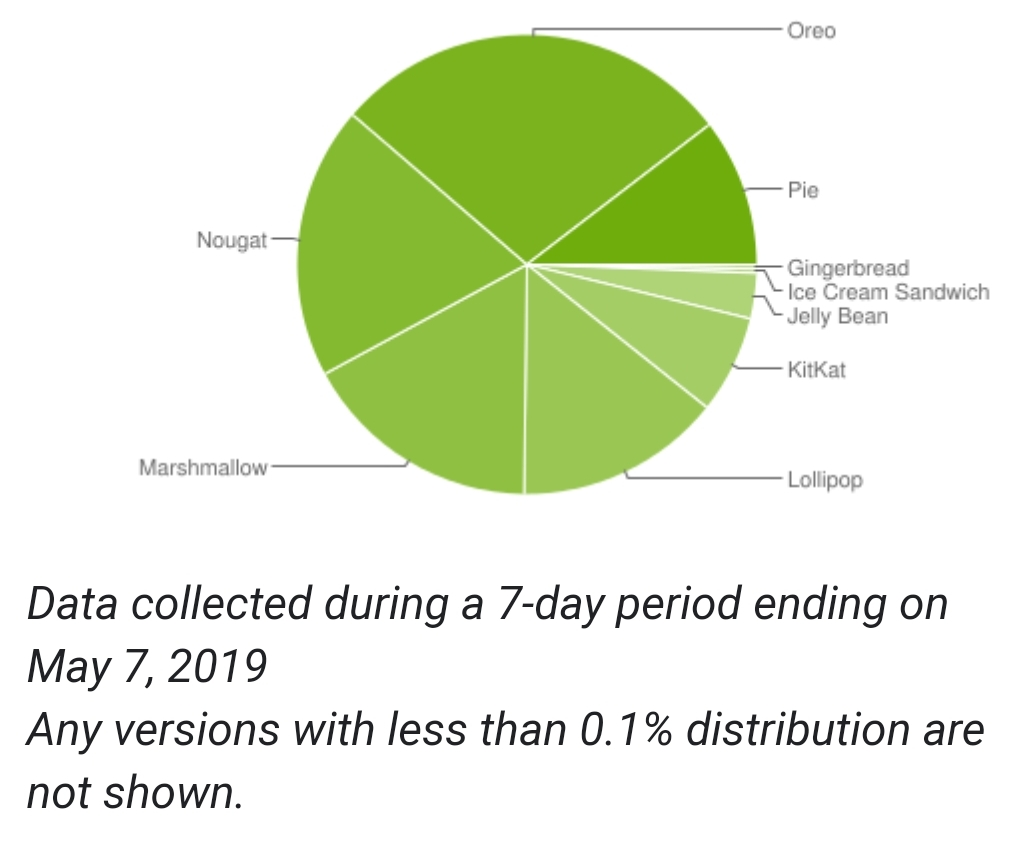 Oreo
Pie
Nougat
Gingerbread
Ice Cream Sandwich
Jelly Bean
KitKat
Marshmallow
Lollipop
Data collected during a 7-day period ending on
May 7, 2019
Any versions with less than 0.1% distribution are
not shown.